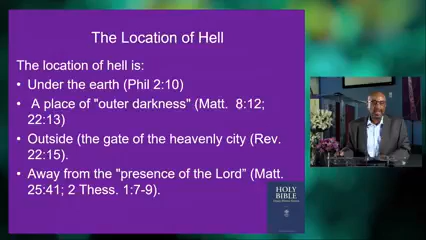 The Location of Hell
The location of hell is:
• Under the earth (Phil 2:10)
• A place of "outer darkness" (Matt. 8:12;
22:13)
• Outside (the gate of the heavenly city (Rev.
22:15).
• Away from the "presence of the Lord” (Matt.
25:41; 2 Thess. 1:7-9).
HOLY
BIBLE